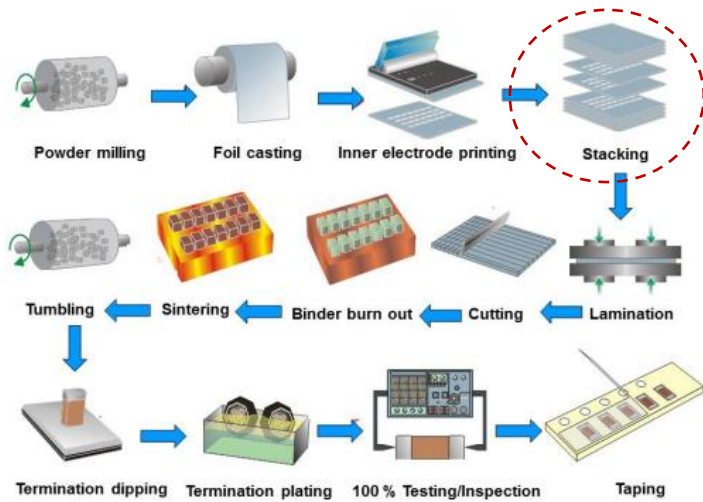 Powder milling
Foil casting
Inner electrode printing
Stacking
Tumbling
Sintering
Binder burn out
Cutting
Lamination
Termination dipping
Termination plating
100 % Testing/Inspection
Taping